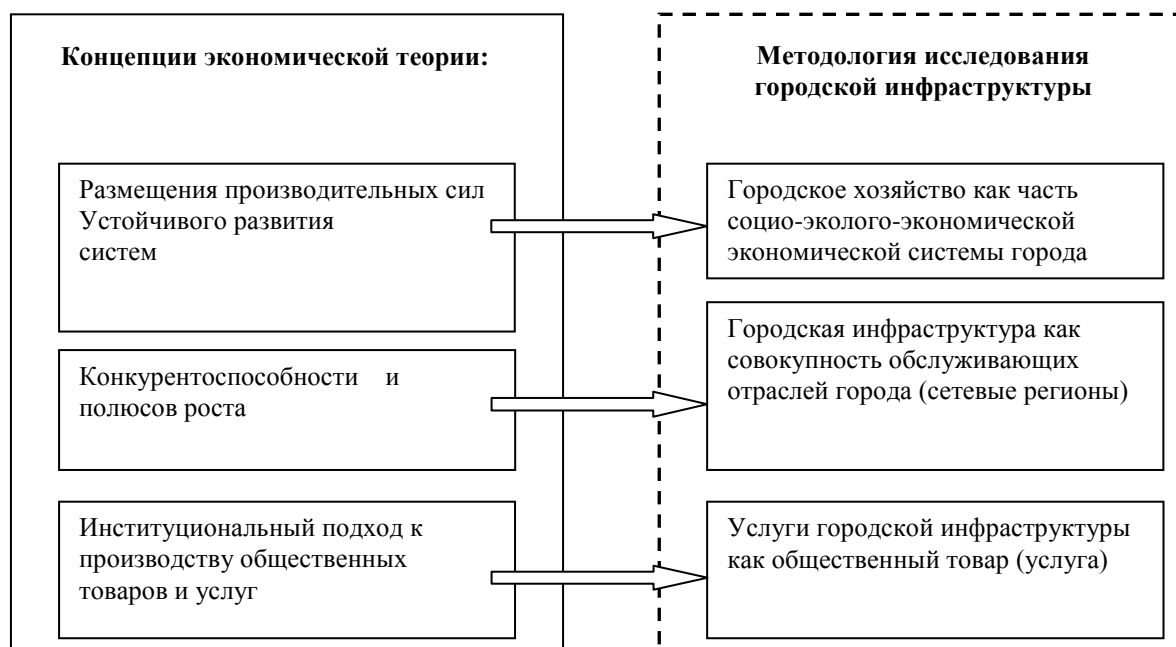 Концепции экономической теории:
Размещения производительных сил
Устойчивого развития
систем
Конкурентоспособности и
полюсов роста
Институциональный подход к
производству общественных
товаров и услуг
Методология исследования
городской инфраструктуры
Городское хозяйство как часть
социо-эколого-экономической
экономической системы города
Городская инфраструктура как
совокупность обслуживающих
отраслей города (сетевые регионы)
Услуги городской инфраструктуры
как общественный товар (услуга)